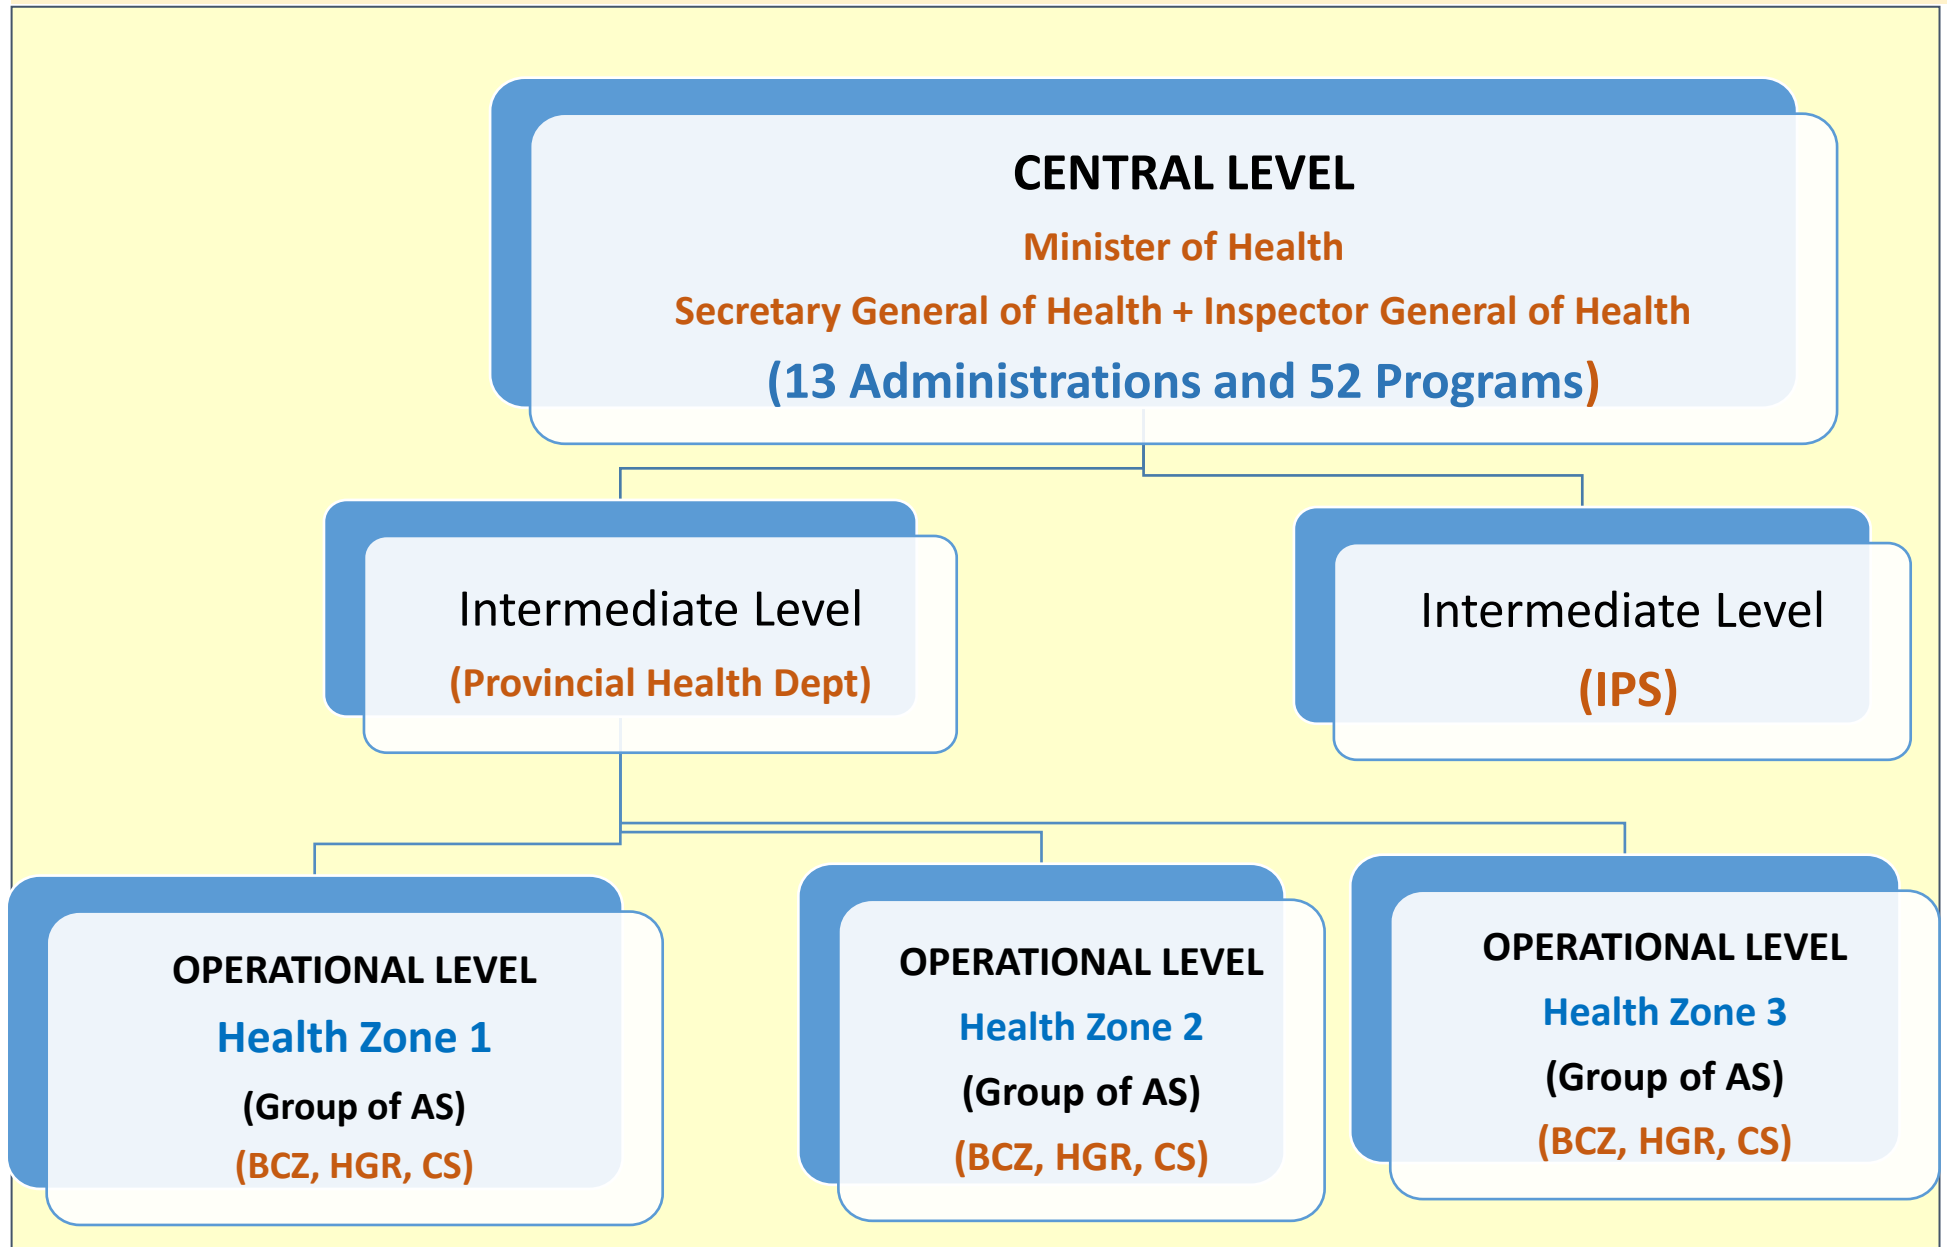 CENTRAL LEVEL
Minister of Health
Secretary General of Health + Inspector General of Health
(13 Administrations and 52 Programs)
Intermediate Level
(Provincial Health Dept)
Intermediate Level
(IPS)
OPERATIONAL LEVEL
Health Zone 1
(Group of AS)
(BCZ, HGR, CS)
OPERATIONAL LEVEL
Health Zone 2
(Group of AS)
(BCZ, HGR, CS)
OPERATIONAL LEVEL
Health Zone 3
(Group of AS)
(BCZ, HGR, CS)